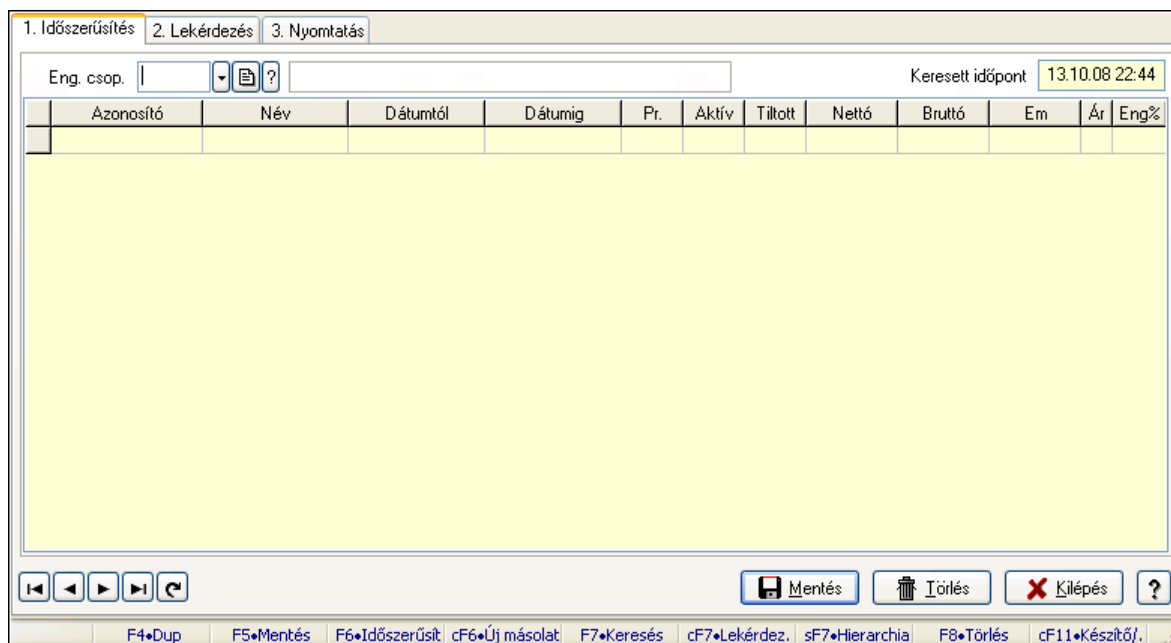 1. Időszerűsítés 2. Lekérdezés 3. Nyomtatás
Eng. csop. ? Keresett időpont 13.10.08 22:44
Azonosító Név Dátumtól Dátumig Pr. Aktív Tiltott Nettó Bruttó Em Ár Eng%
Mentés Törlés Kilépés ?
F4•Dup F5•Mentés F6•Időszerűsít cF6•Új másolat F7•Keresés cF7•Lekérdez. sF7•Hierarchia F8•Törlés cF11•Készítő/.